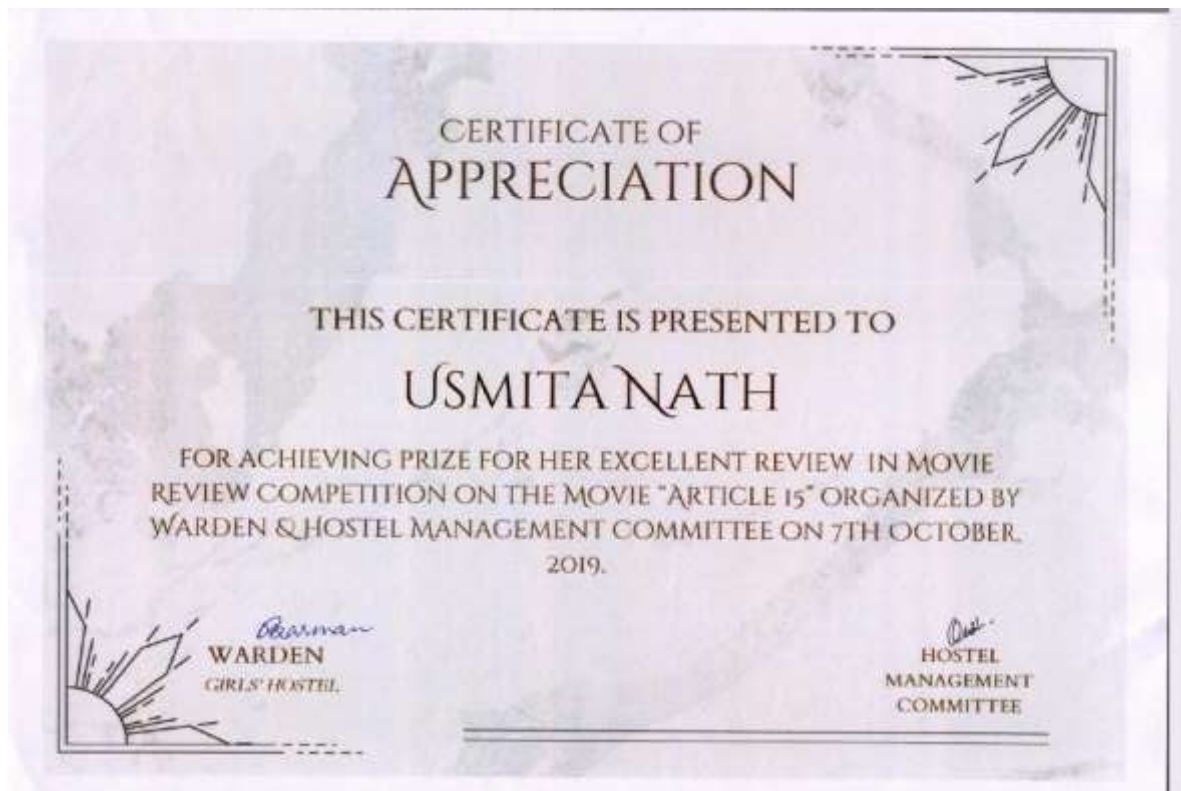 CERTIFICATE OF
APPRECIATION
THIS CERTIFICATE IS PRESENTED TO
USMITA NATH
FOR ACHIEVING PRIZE FOR HER EXCELLENT REVIEW IN MOVIE
REVIEW COMPETITION ON THE MOVIE "ARTICLE 15" ORGANIZED BY
WARDEN & HOSTEL MANAGEMENT COMMITTEE ON 7TH OCTOBER,
2019.
WARDEN
GIRLS' HOSTEL
HOSTEL
MANAGEMENT
COMMITTEE